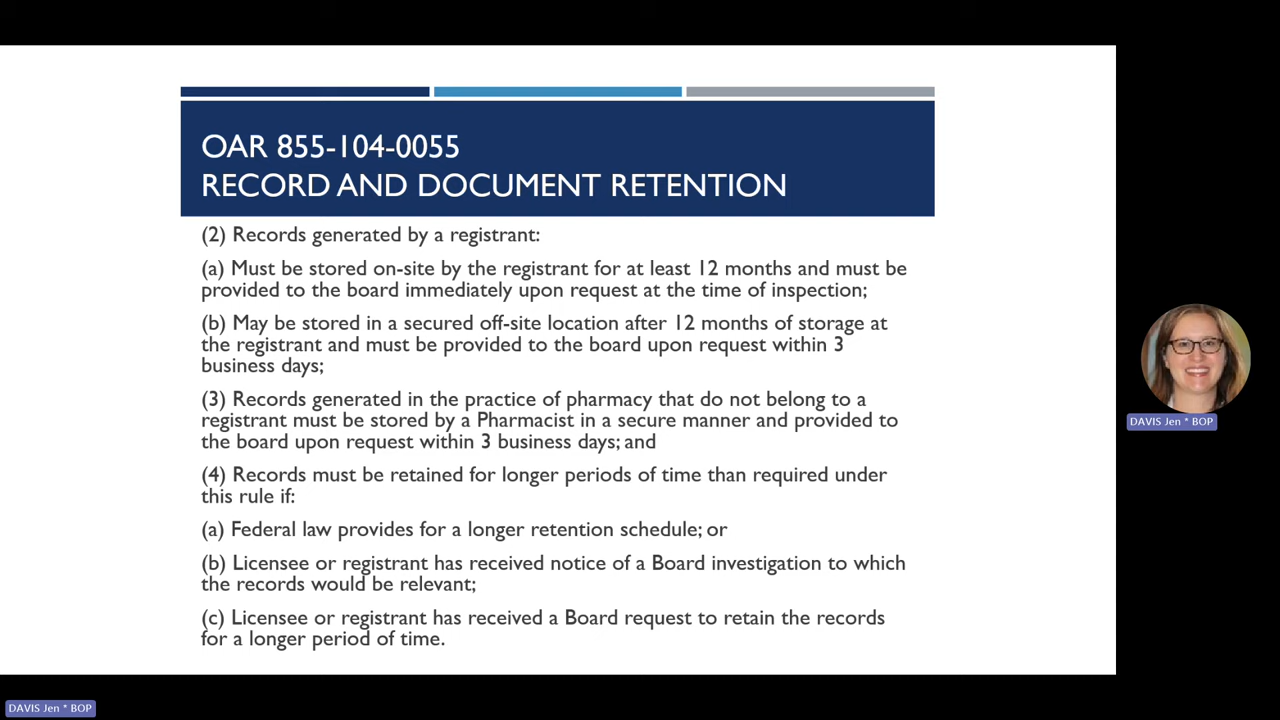 OAR 855-104-0055
RECORD AND DOCUMENT RETENTION
(2) Records generated by a registrant:
(a) Must be stored on-site by the registrant for at least 12 months and must be
provided to the board immediately upon request at the time of inspection;
(b) May be stored in a secured off-site location after 12 months of storage at
the registrant and must be provided to the board upon request within 3
business days;
(3) Records generated in the practice of pharmacy that do not belong to a
registrant must be stored by a Pharmacist in a secure manner and provided to
the board upon request within 3 business days; and
(4) Records must be retained for longer periods of time than required under
this rule if:
(a) Federal law provides for a longer retention schedule; or
(b) Licensee or registrant has received notice of a Board investigation to which
the records would be relevant;
(c) Licensee or registrant has received a Board request to retain the records
for a longer period of time.
DAVIS Jen * BOP
DAVIS Jen * BOP